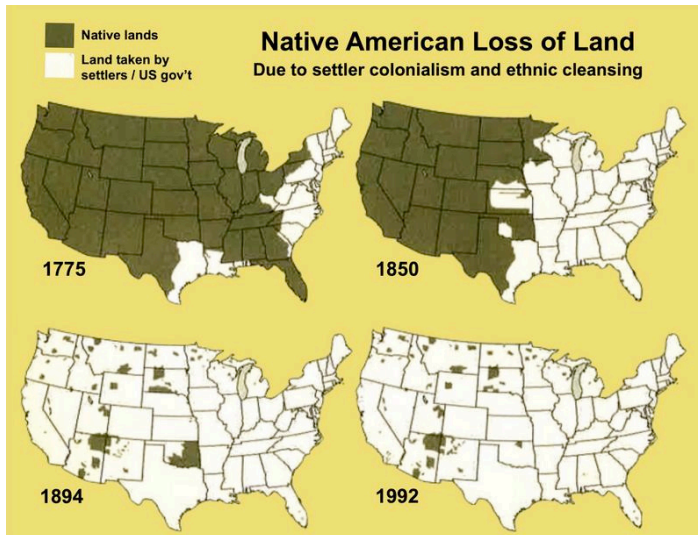 Native American Loss of Land
Due to settler colonialism and ethnic cleansing
Native lands
Land taken by
settlers / US gov't
1775
1850
1894
1992